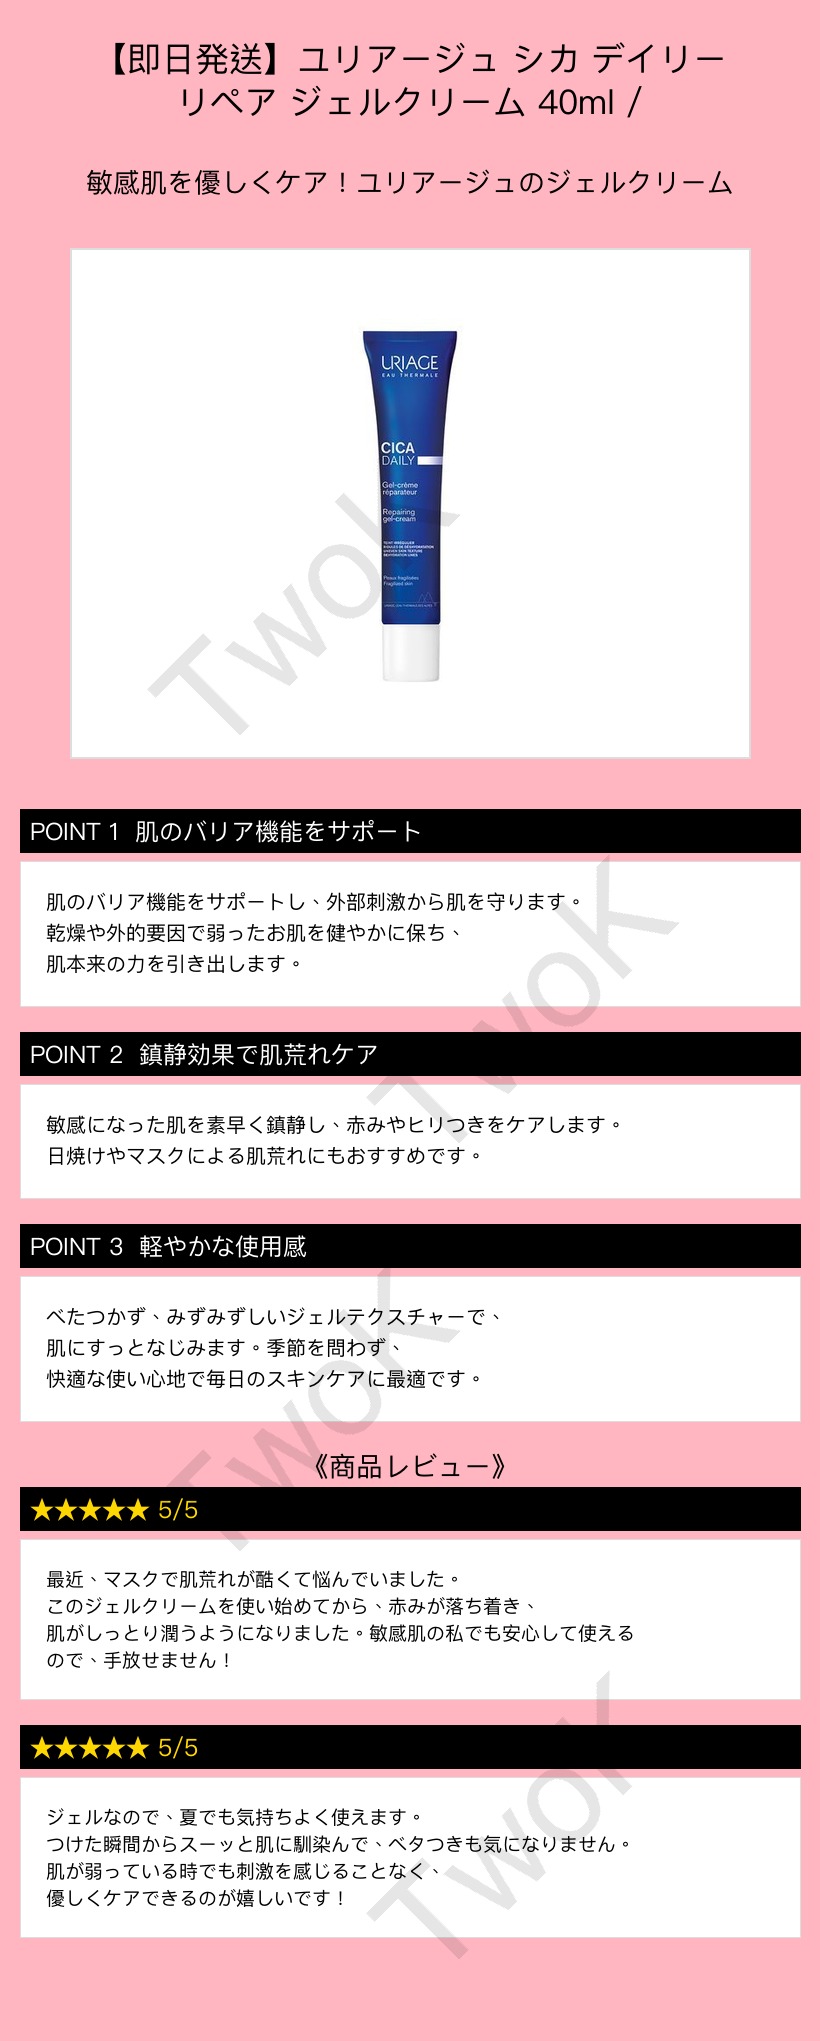 【即日発送】ユリアージュ シカ デイリー
リペア ジェルクリーム 40ml /
敏感肌を優しくケア！ユリアージュのジェルクリーム
URIAGE
EAU THERMALE
CICA
DAILY
Gel-crème
réparateur
Repairing
gel-cream
TEINT IRRÉGULIER
RIDULES DE DÉSHYDRATATION
UNEVEN SKIN TEXTURE
DEHYDRATION LINES
Peaux fragilisées
Fragilised skin
TwoK
POINT 1 肌のバリア機能をサポート
肌のバリア機能をサポートし、外部刺激から肌を守ります。
乾燥や外的要因で弱ったお肌を健やかに保ち、
肌本来の力を引き出します。
TwoK
POINT 2 鎮静効果で肌荒れケア
敏感になった肌を素早く鎮静し、赤みやヒリつきをケアします。
日焼けやマスクによる肌荒れにもおすすめです。
POINT 3 軽やかな使用感
べたつかず、みずみずしいジェルテクスチャーで、
肌にすっとなじみます。季節を問わず、
快適な使い心地で毎日のスキンケアに最適です。
TwoK
《商品レビュー》
★★★★★ 5/5
最近、マスクで肌荒れが酷くて悩んでいました。
このジェルクリームを使い始めてから、赤みが落ち着き、
肌がしっとり潤うようになりました。敏感肌の私でも安心して使える
ので、手放せません！
★★★★★ 5/5
ジェルなので、夏でも気持ちよく使えます。
つけた瞬間からスーッと肌に馴染んで、ベタつきも気になりません。
肌が弱っている時でも刺激を感じることなく、
優しくケアできるのが嬉しいです！
TwoK